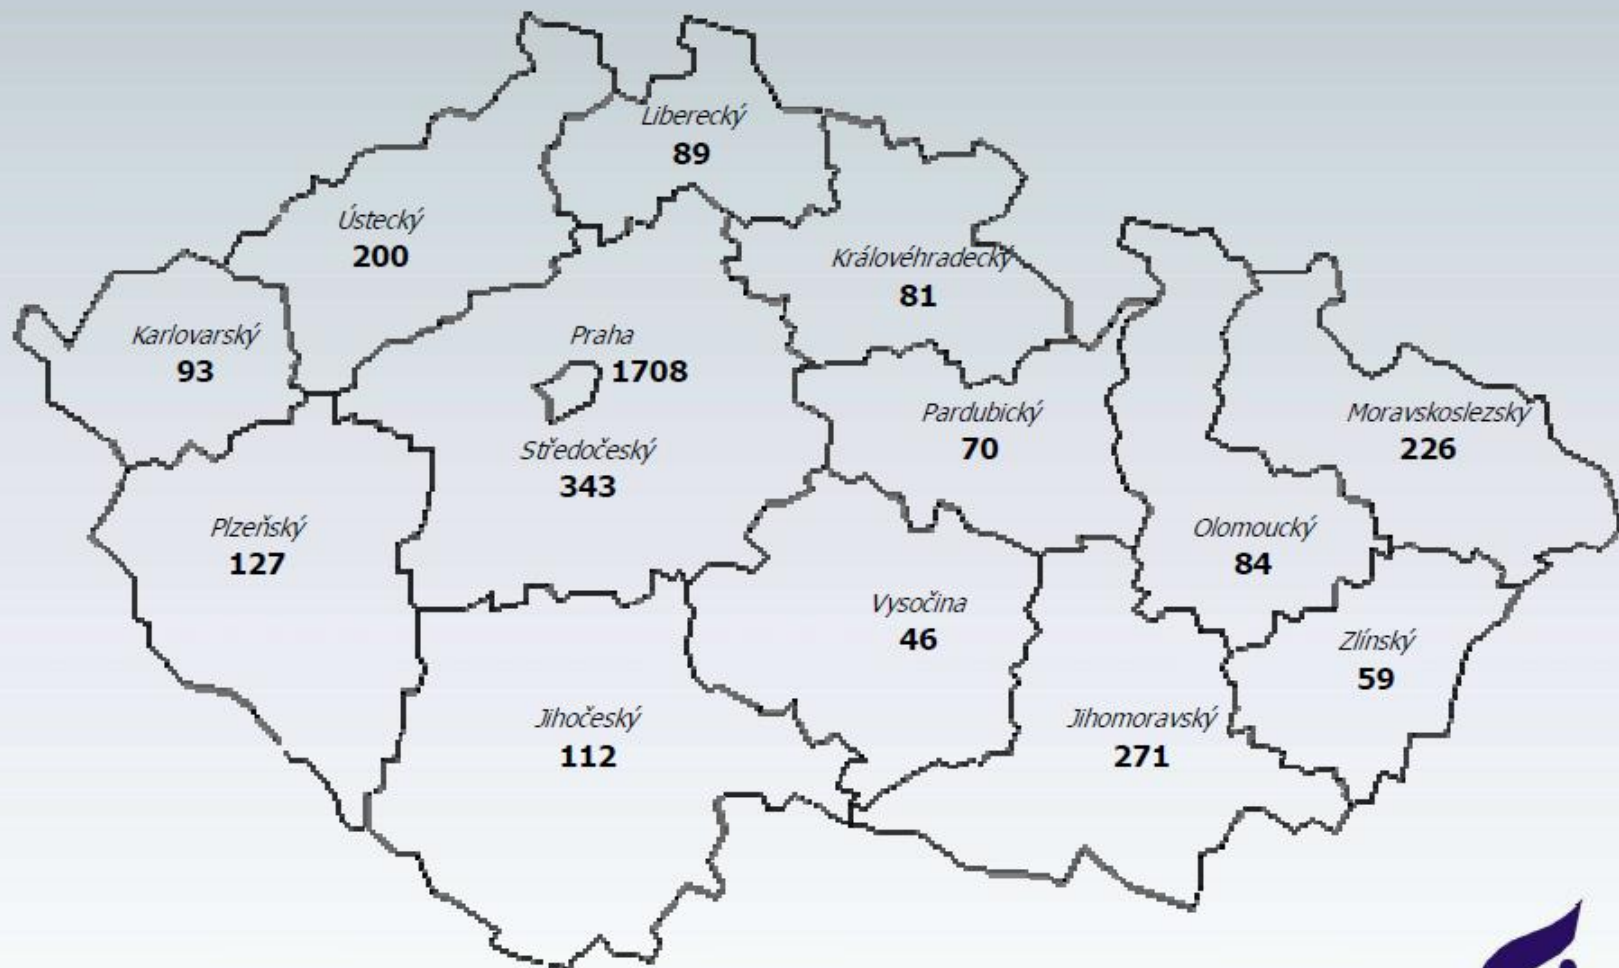 Liberecký
89
Ústecký
200
Královéhradecký
81
Karlovarský
93
Praha
1708
Pardubický
70
Moravskoslezský
226
Středočeský
343
Plzeňský
127
Olomoucký
84
Vysočina
46
Zlínský
59
Jihočeský
112
Jihomoravský
271